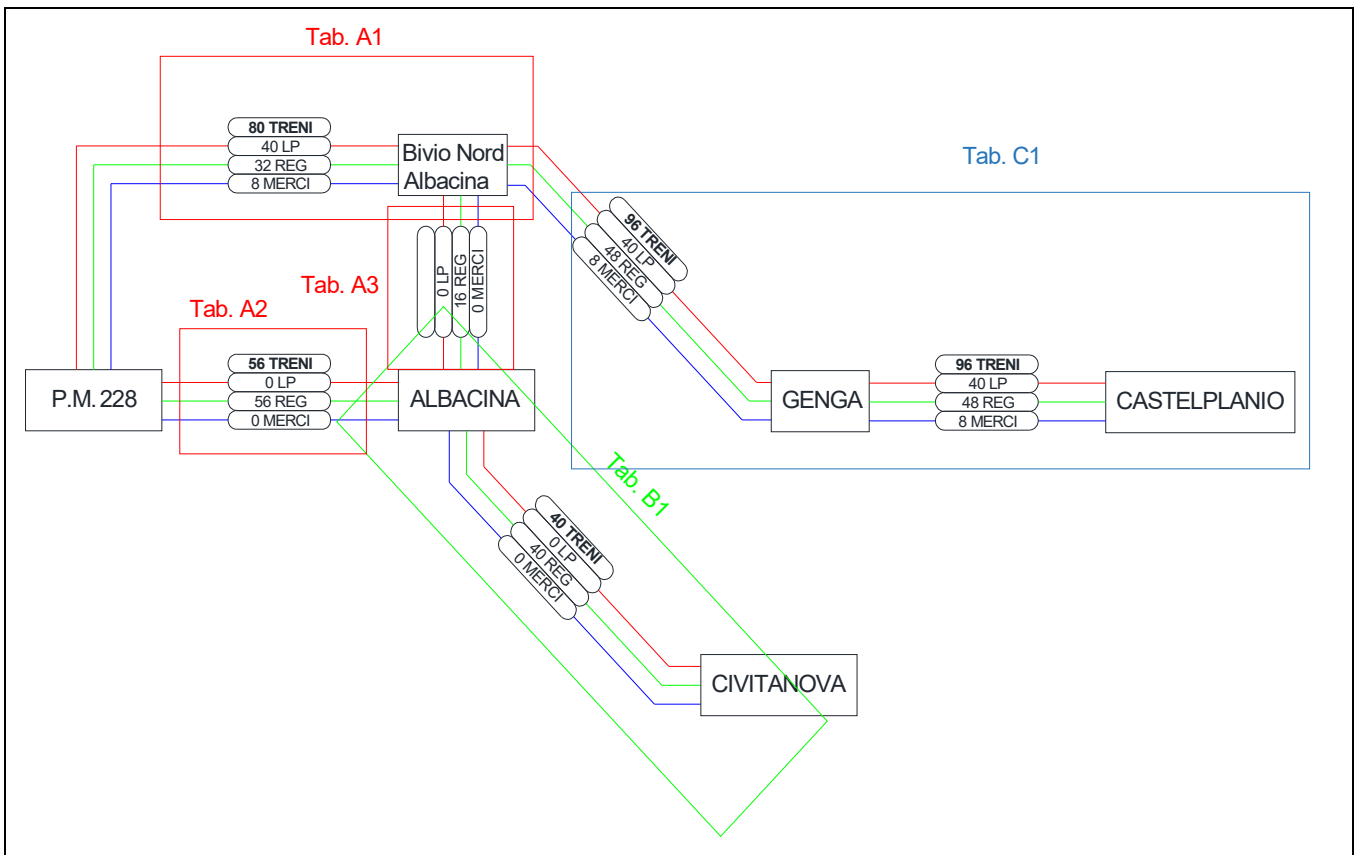 Tab. A1
80 TRENI
40 LP
32 REG
8 MERCI
Bivio Nord
Albacina
Tab. C1
96 TRENI
40 LP
48 REG
8 MERCI
0 LP
16 REG
0 MERCI
Tab. A3
Tab. A2
56 TRENI
0 LP
56 REG
0 MERCI
P.M. 228
ALBACINA
GENGA
96 TRENI
40 LP
48 REG
8 MERCI
CASTELPLANIO
Tab. B1
40 TRENI
0 LP
40 REG
0 MERCI
CIVITANOVA